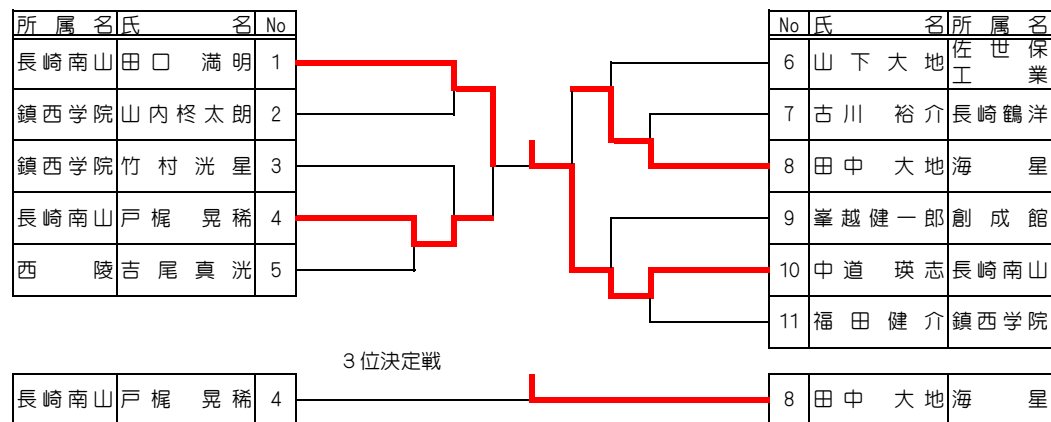 所属名 氏名 No
長崎南山 田口 満明 1
鎮西学院 山内柊太朗 2
鎮西学院 竹村洸星 3
長崎南山 戸梶 晃稀 4
西陵 吉尾真洸 5
No 氏名 所属名
6 山下大地 佐世保工業
7 古川 裕介 長崎鶴洋
8 田中 大地 海星
9 峯越健一郎 創成館
10 中道 瑛志 長崎南山
11 福田健介 鎮西学院
3位決定戦
長崎南山 戸梶 晃稀 4
8 田中 大地 海星